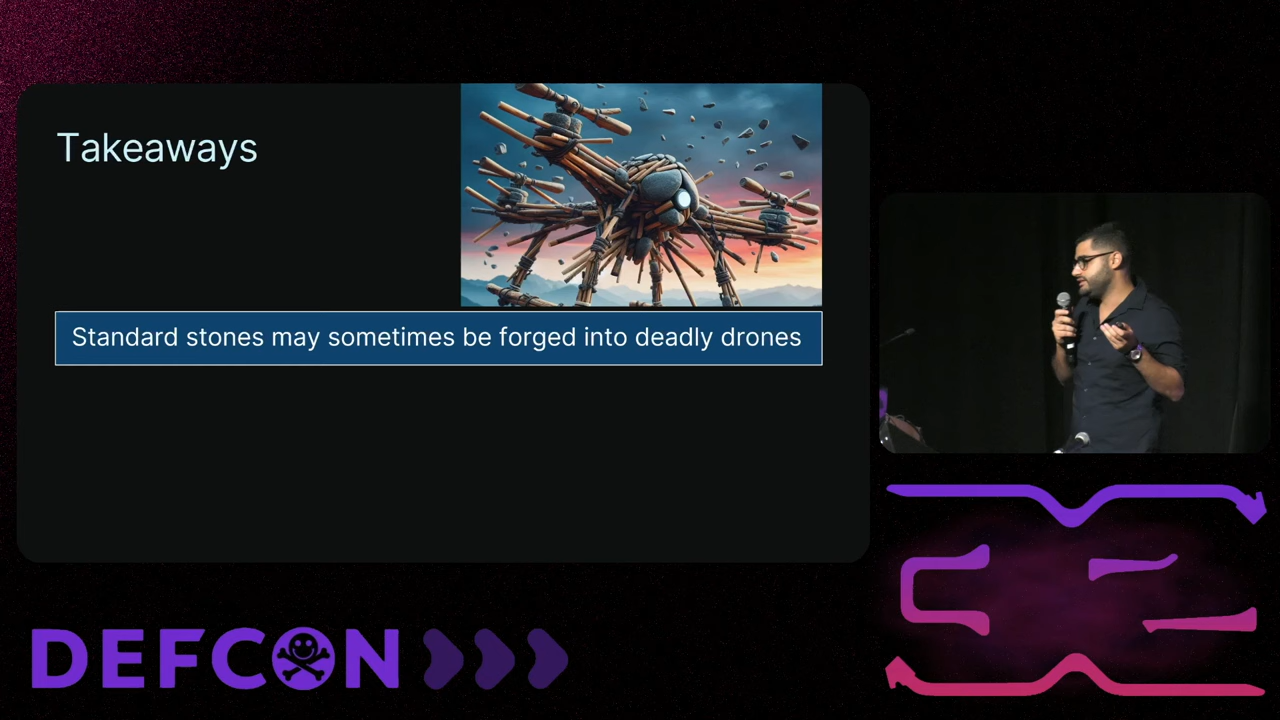 Takeaways
Standard stones may sometimes be forged into deadly drones
DEFCON